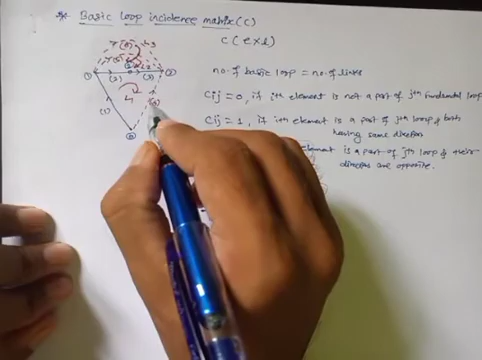 * Basic loop incidence matrix (C)
C (e×l)
no. of basic loop = no. of links
Cij = 0, if ith element is not a part of jth fundamental loop
Cij = 1, if ith element is a part of jth loop & both
having same direction
element is a part of jth loop & their
direction are opposite.